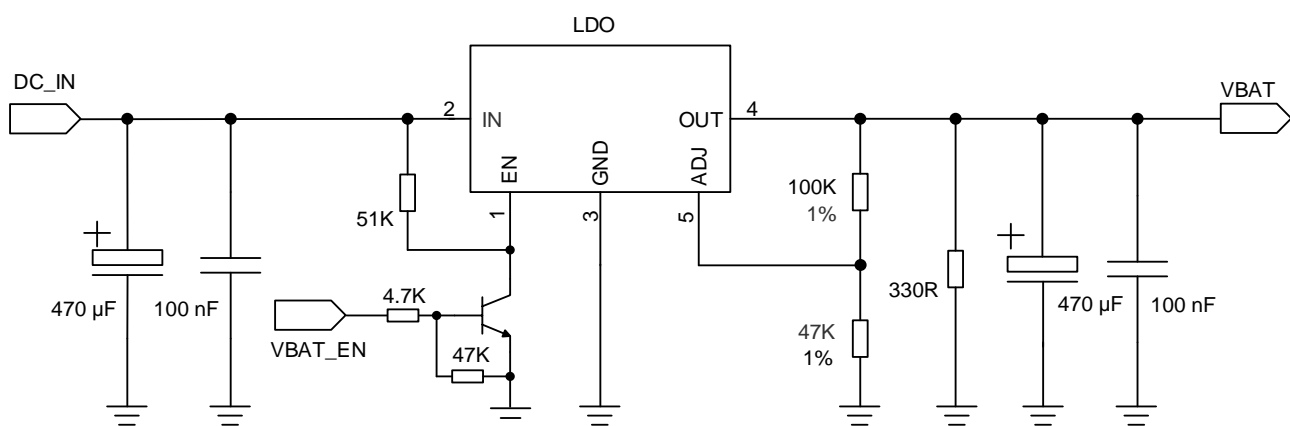 LDO
DC_IN
VBAT
2
IN
OUT
4
EN
GND
ADJ
1
3
5
51K
100K
1%
470 µF
100 nF
4.7K
VBAT_EN
47K
330R
47K
1%
470 µF
100 nF